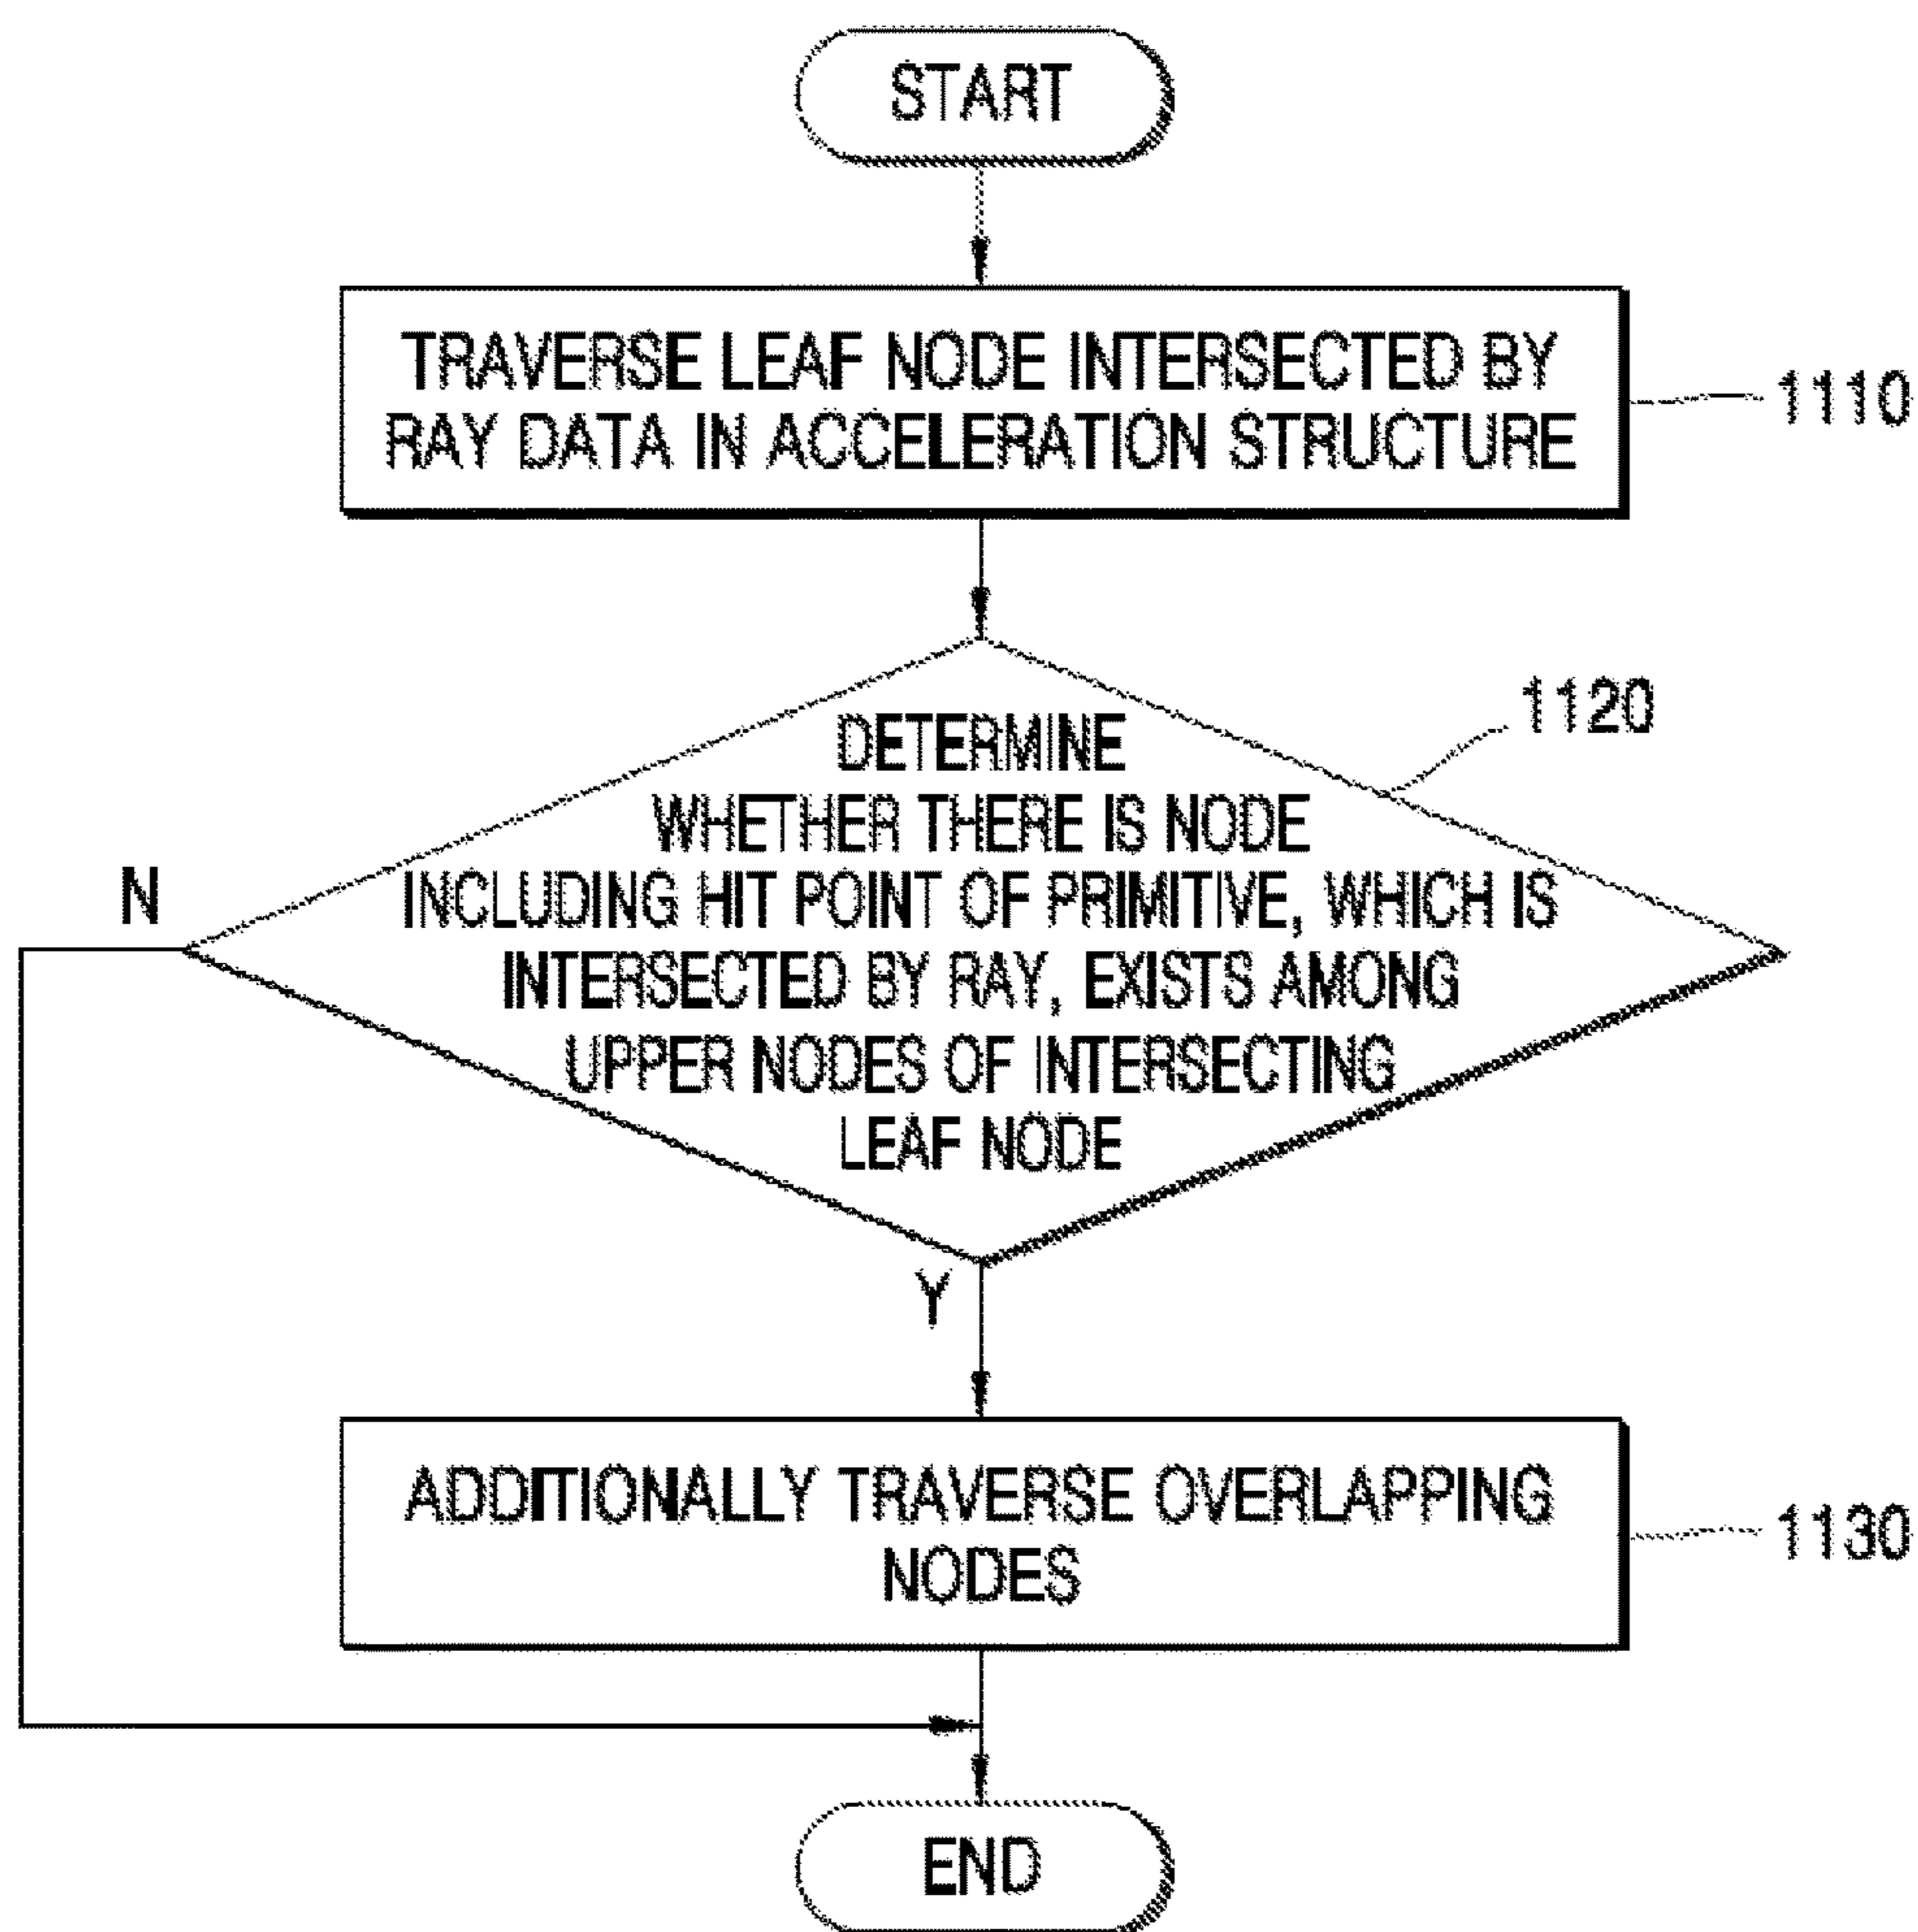 START
TRAVERSE LEAF NODE INTERSECTED BY
RAY DATA IN ACCELERATION STRUCTURE
1110
1120
DETERMINE
WHETHER THERE IS NODE
INCLUDING HIT POINT OF PRIMITIVE, WHICH IS
INTERSECTED BY RAY, EXISTS AMONG
UPPER NODES OF INTERSECTING
LEAF NODE
N
Y
ADDITIONALLY TRAVERSE OVERLAPPING
NODES
1130
END